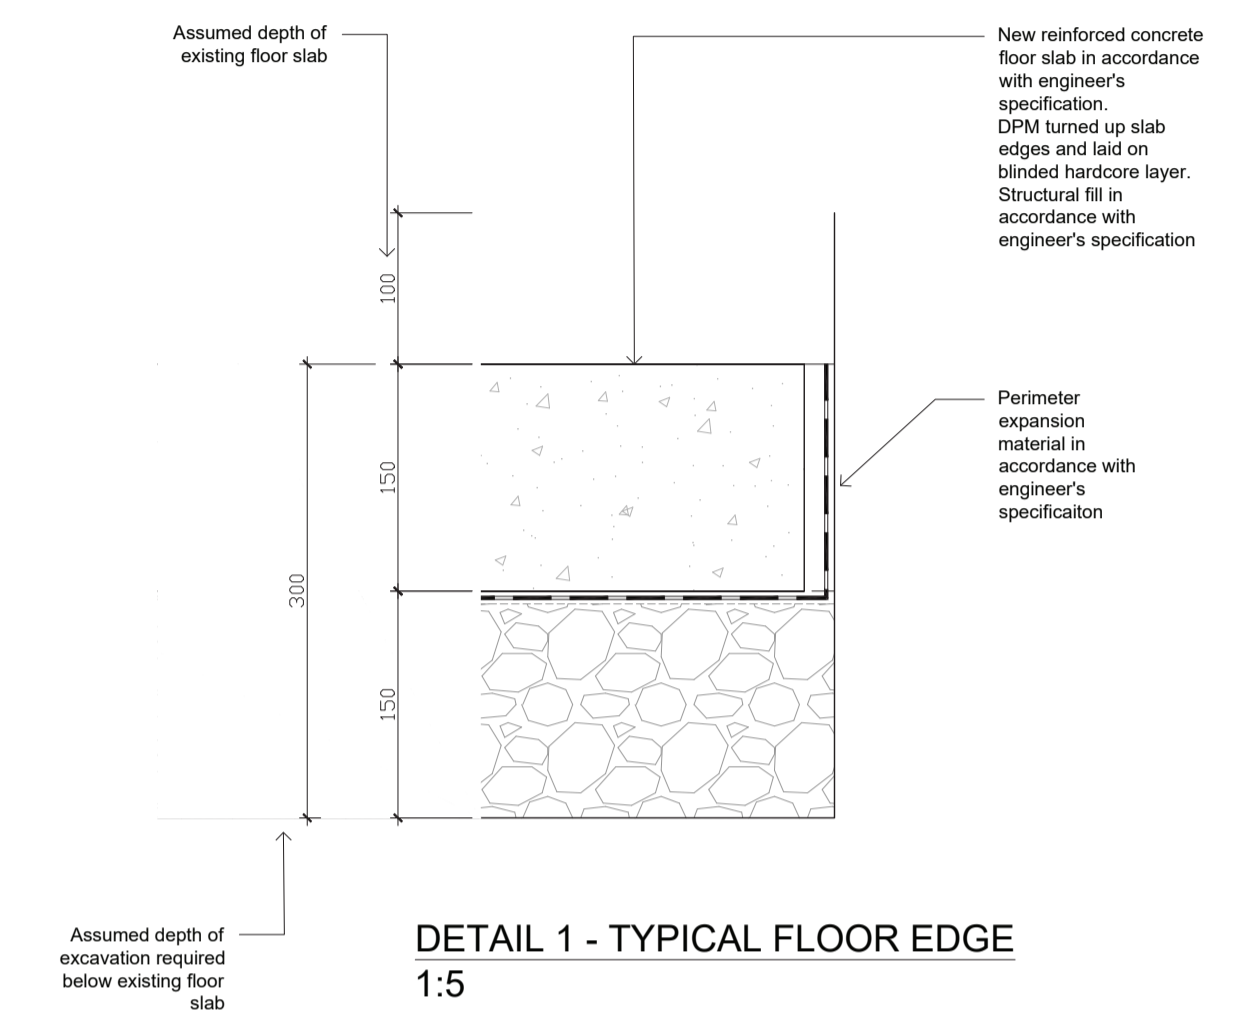 Assumed depth of
existing floor slab
New reinforced concrete
floor slab in accordance
with engineer's
specification.
DPM turned up slab
edges and laid on
blinded hardcore layer.
Structural fill in
accordance with
engineer's specification
100
150
300
150
Perimeter
expansion
material in
accordance with
engineer's
specificaiton
Assumed depth of
excavation required
below existing floor
slab
DETAIL 1 - TYPICAL FLOOR EDGE
1:5